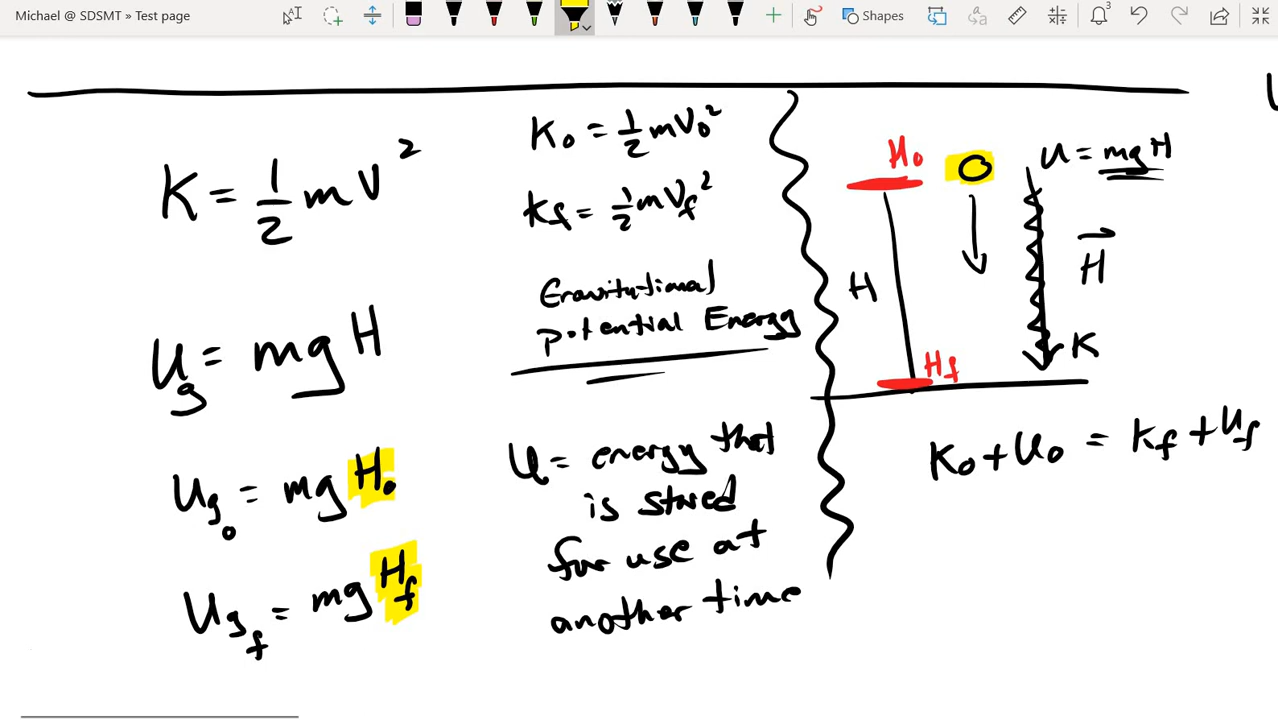 Michael @ SDSMT » Test page
Shapes
3
K = 1/2 mV²
Ug = mgH
Ug₀ = mgH₀
Ugf = mgHf
K₀ = 1/2 mV₀²
Kf = 1/2 mVf²
Gravitutional
potential Energy
U = energy that
is stored
for use at
another time
H₀
U = mgH
H
H⃗
Hf
K
K₀ + U₀ = Kf + Uf